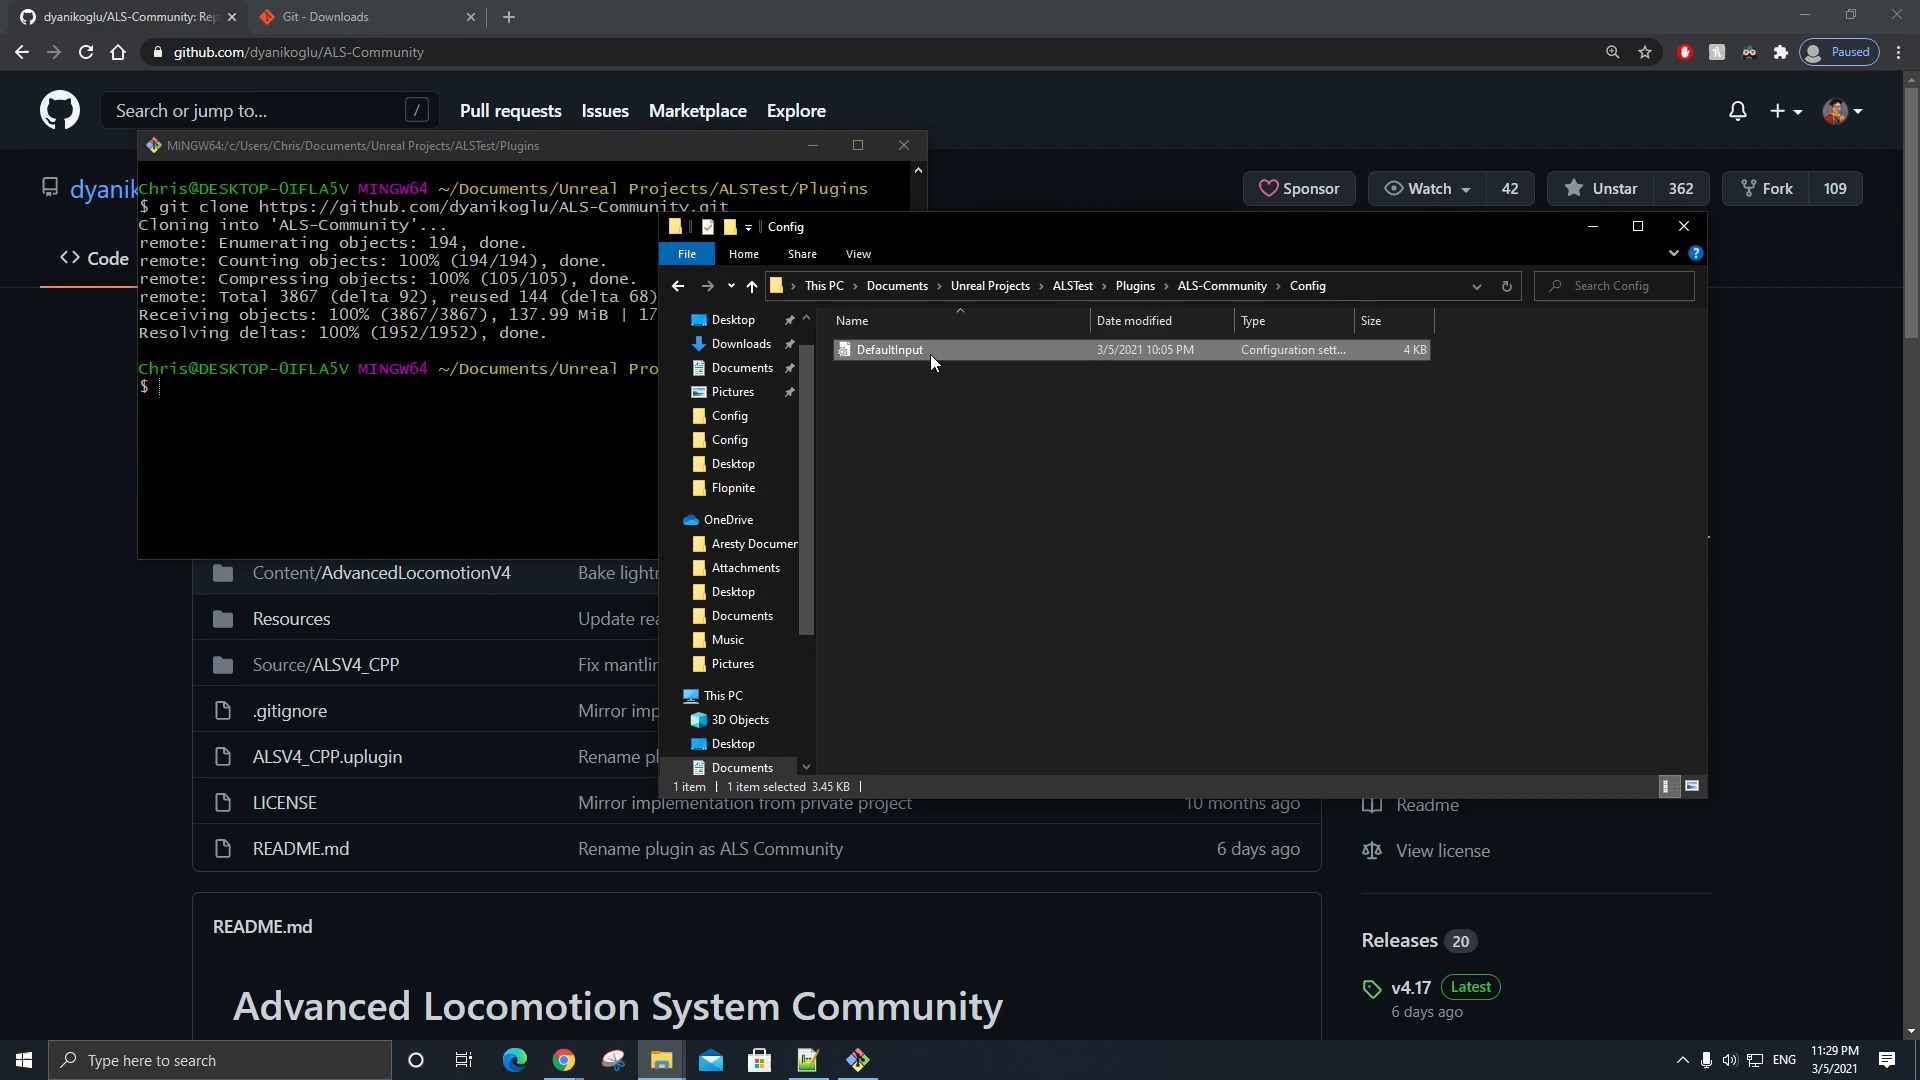 dyanikoglu/ALS-Community: Rep
Git - Downloads
github.com/dyanikoglu/ALS-Community
Paused
Search or jump to...
/
Pull requests
Issues
Marketplace
Explore
MINGW64:/c/Users/Chris/Documents/Unreal Projects/ALSTest/Plugins
dyanik
Chris@DESKTOP-0IFLA5V MINGW64 ~/Documents/Unreal Projects/ALSTest/Plugins
$ git clone https://github.com/dyanikoglu/ALS-Community.git
Cloning into 'ALS-Community'...
remote: Enumerating objects: 194, done.
remote: Counting objects: 100% (194/194), done.
remote: Compressing objects: 100% (105/105), done.
remote: Total 3867 (delta 92), reused 144 (delta 68)
Receiving objects: 100% (3867/3867), 137.99 MiB | 17
Resolving deltas: 100% (1952/1952), done.
Chris@DESKTOP-0IFLA5V MINGW64 ~/Documents/Unreal Pro
$
Sponsor
Watch
42
Unstar
362
Fork
109
<> Code
Config
File
Home
Share
View
This PC
Documents
Unreal Projects
ALSTest
Plugins
ALS-Community
Config
Search Config
Name
Date modified
Type
Size
DefaultInput
3/5/2021 10:05 PM
Configuration sett...
4 KB
Desktop
Downloads
Documents
Pictures
Config
Config
Desktop
Flopnite
OneDrive
Aresty Documen
Attachments
Desktop
Documents
Music
Pictures
This PC
3D Objects
Desktop
Documents
1 item
1 item selected 3.45 KB
Content/AdvancedLocomotionV4
Bake lightr
Resources
Update rea
Source/ALSV4_CPP
Fix mantlin
.gitignore
Mirror imp
ALSV4_CPP.uplugin
Rename pl
LICENSE
Mirror implementation from private project
10 months ago
README.md
Rename plugin as ALS Community
6 days ago
README.md
Advanced Locomotion System Community
Readme
View license
Releases 20
v4.17
Latest
6 days ago
Type here to search
ENG
11:29 PM
3/5/2021